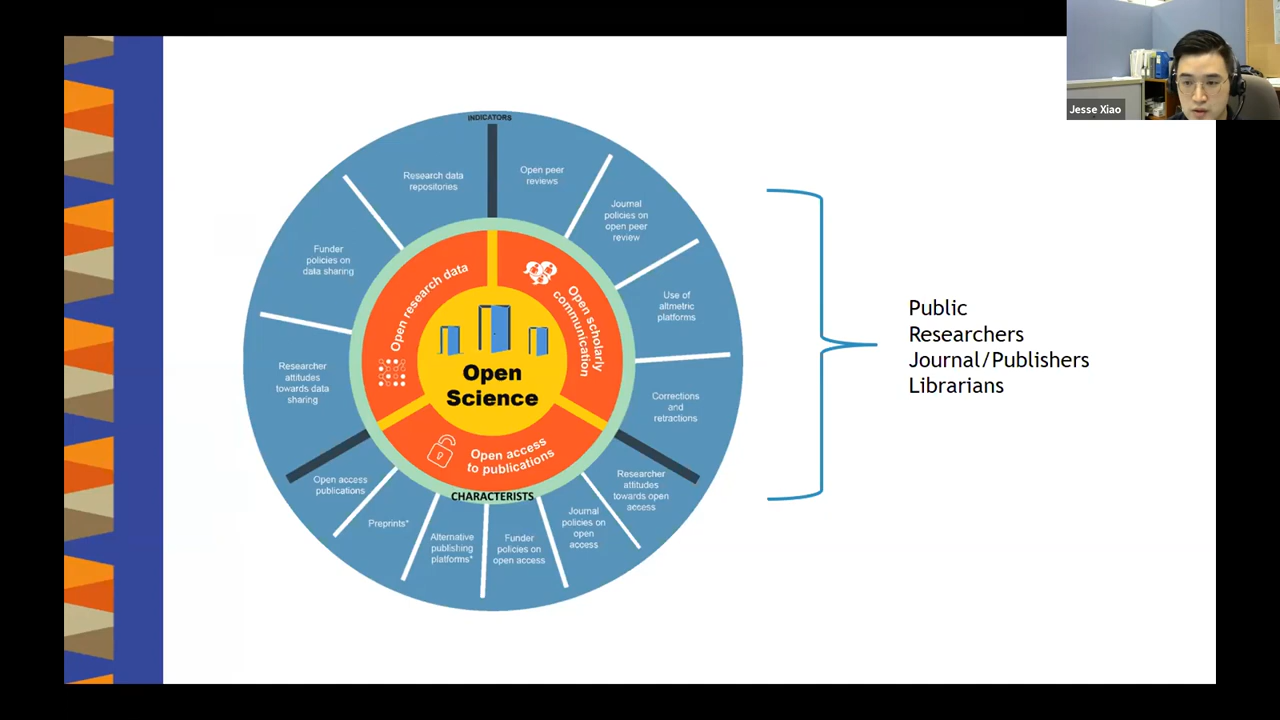 Jesse Xiao
INDICATORS
Open peer
reviews
Journal
policies on
open peer
review
Use of
altmetric
platforms
Corrections
and
retractions
Researcher
attitudes
towards open
access
Journal
policies on
open
access
Funder
policies on
open access
Alternative
publishing
platforms*
Preprints*
Open access
publications
Researcher
attitudes
towards data
sharing
Funder
policies on
data sharing
Research data
repositories
Open research data
Open scholarly
communication
Open access
to publications
CHARACTERISTS
Open
Science
Public
Researchers
Journal/Publishers
Librarians